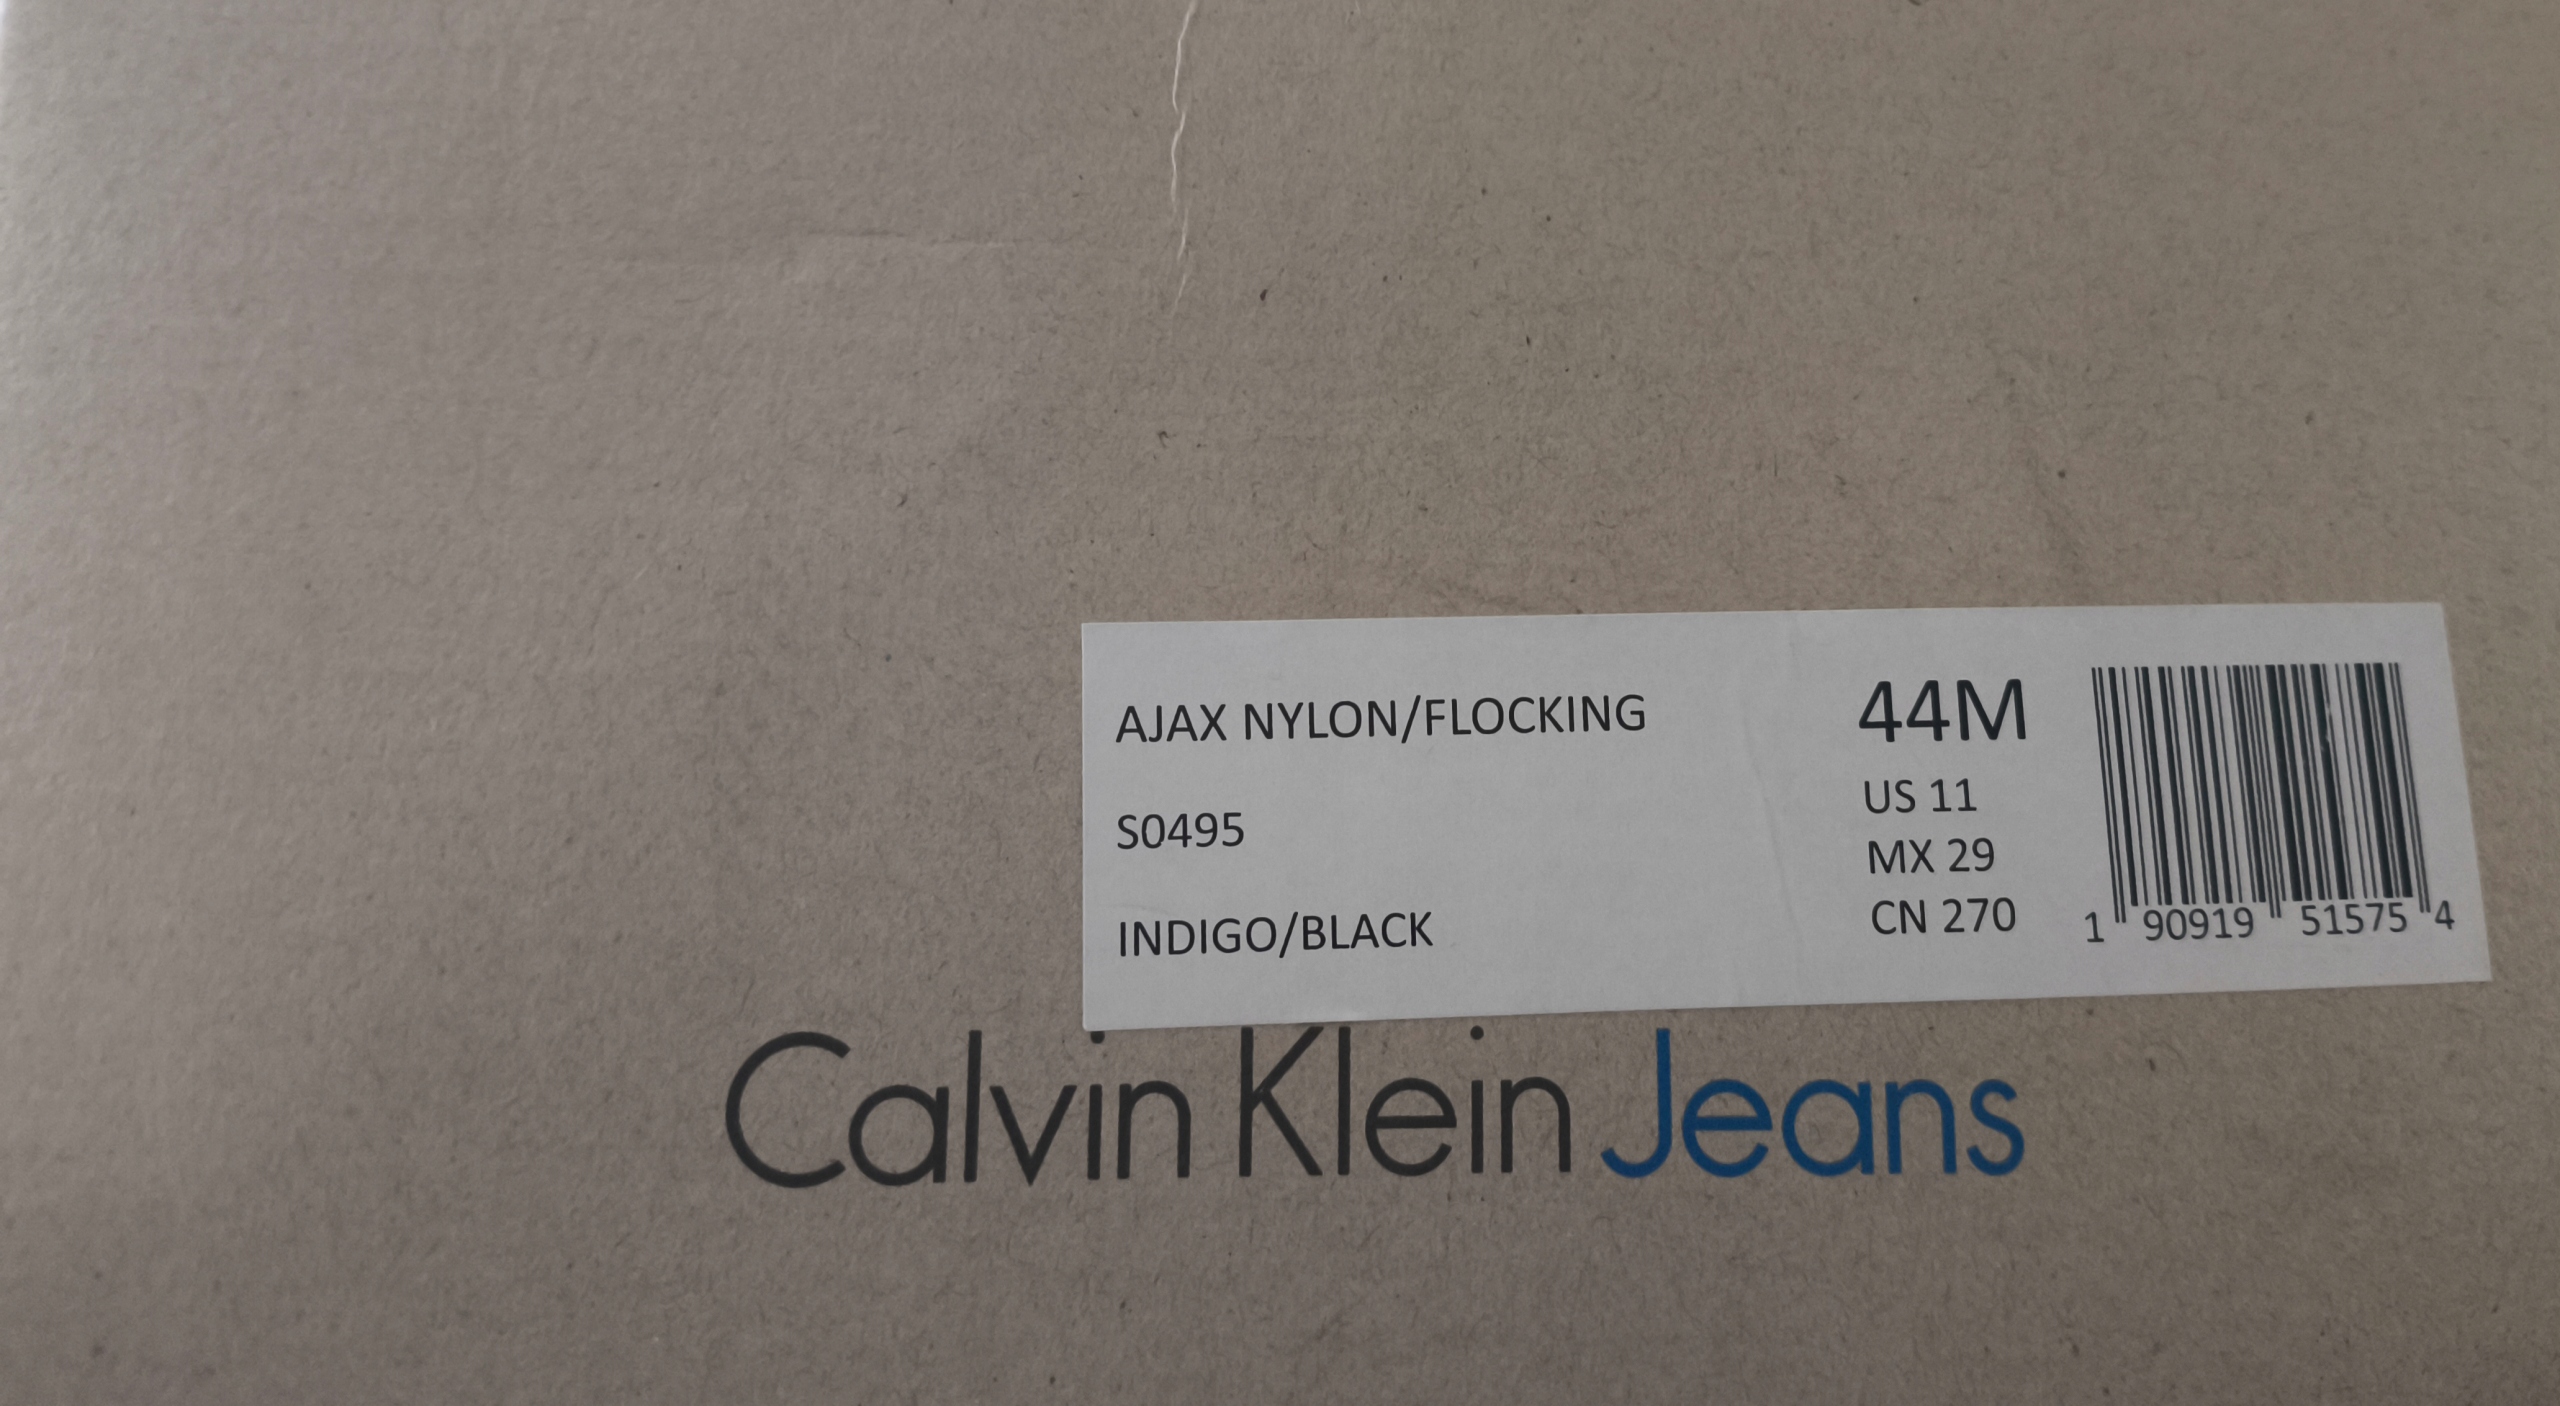 AJAX NYLON/FLOCKING
S0495
INDIGO/BLACK
44M
US 11
MX 29
CN 270
1 90919 51575 4
Calvin Klein Jeans